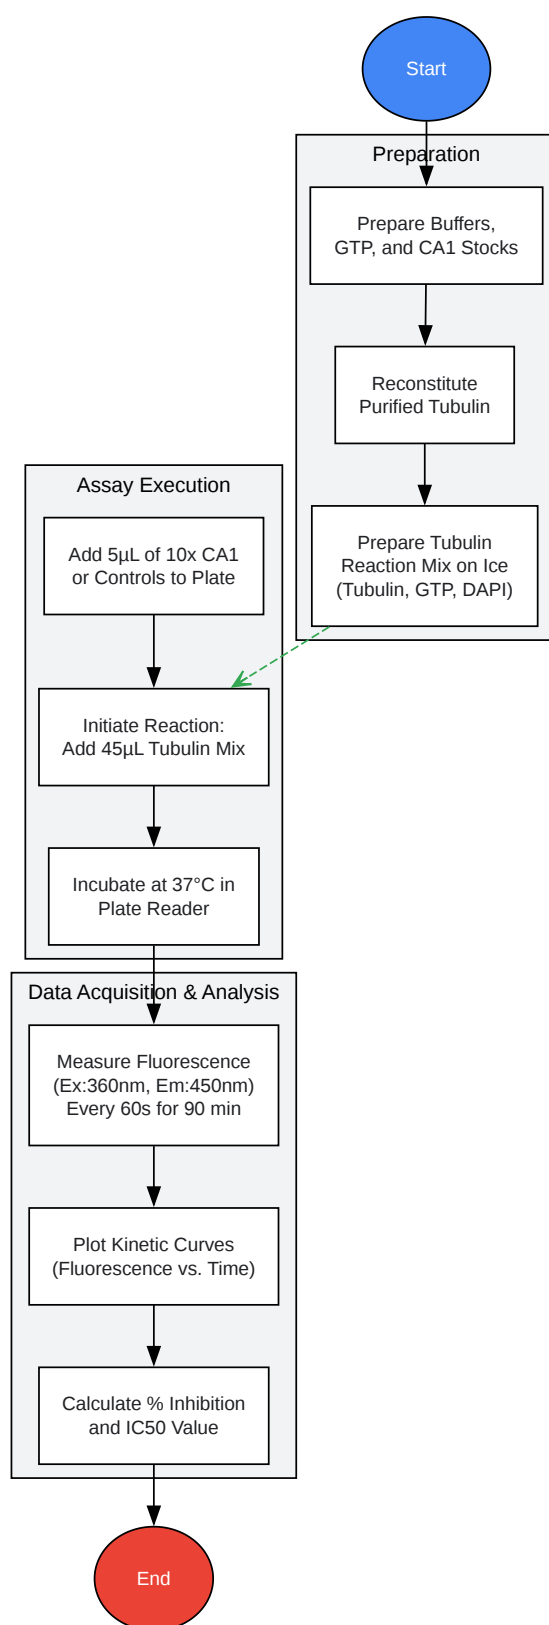 Start
Preparation
Prepare Buffers,
GTP, and CA1 Stocks
Reconstitute
Purified Tubulin
Prepare Tubulin
Reaction Mix on Ice
(Tubulin, GTP, DAPI)
Assay Execution
Add 5µL of 10x CA1
or Controls to Plate
Initiate Reaction:
Add 45µL Tubulin Mix
Incubate at 37°C in
Plate Reader
Data Acquisition & Analysis
Measure Fluorescence
(Ex:360nm, Em:450nm)
Every 60s for 90 min
Plot Kinetic Curves
(Fluorescence vs. Time)
Calculate % Inhibition
and IC50 Value
End